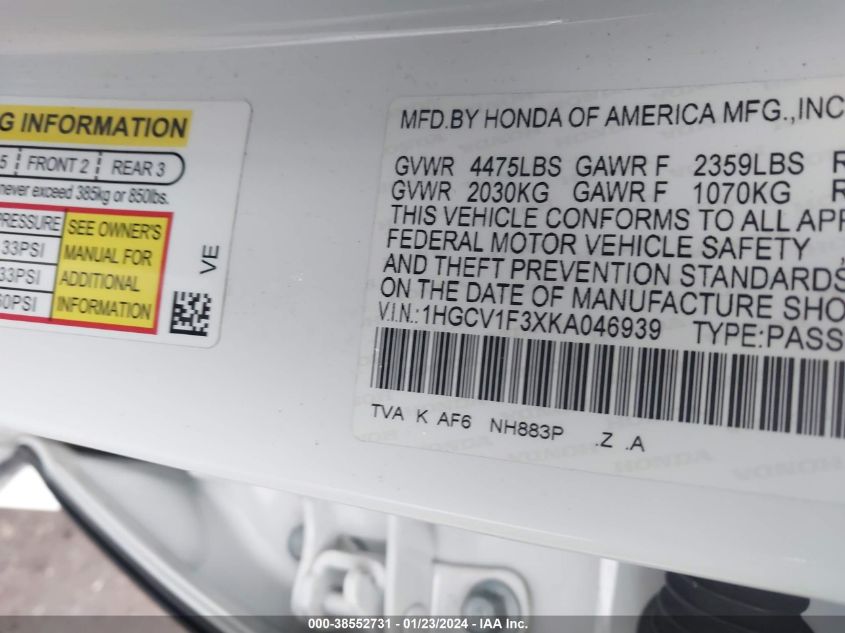 G INFORMATION
5 FRONT 2 REAR 3
never exceed 385kg or 850lbs.
PRESSURE
33PSI
33PSI
60PSI
SEE OWNER'S
MANUAL FOR
ADDITIONAL
INFORMATION
VE
MFD.BY HONDA OF AMERICA MFG.,INC
GVWR 4475LBS GAWR F 2359LBS R
GVWR 2030KG GAWR F 1070KG R
THIS VEHICLE CONFORMS TO ALL APP
FEDERAL MOTOR VEHICLE SAFETY
AND THEFT PREVENTION STANDARDS
ON THE DATE OF MANUFACTURE SHO
V.I.N.:1HGCV1F3XKA046939 TYPE:PASS
TVA K AF6 NH883P .Z .A
HONDA
000-38552731 - 01/23/2024 - IAA Inc.